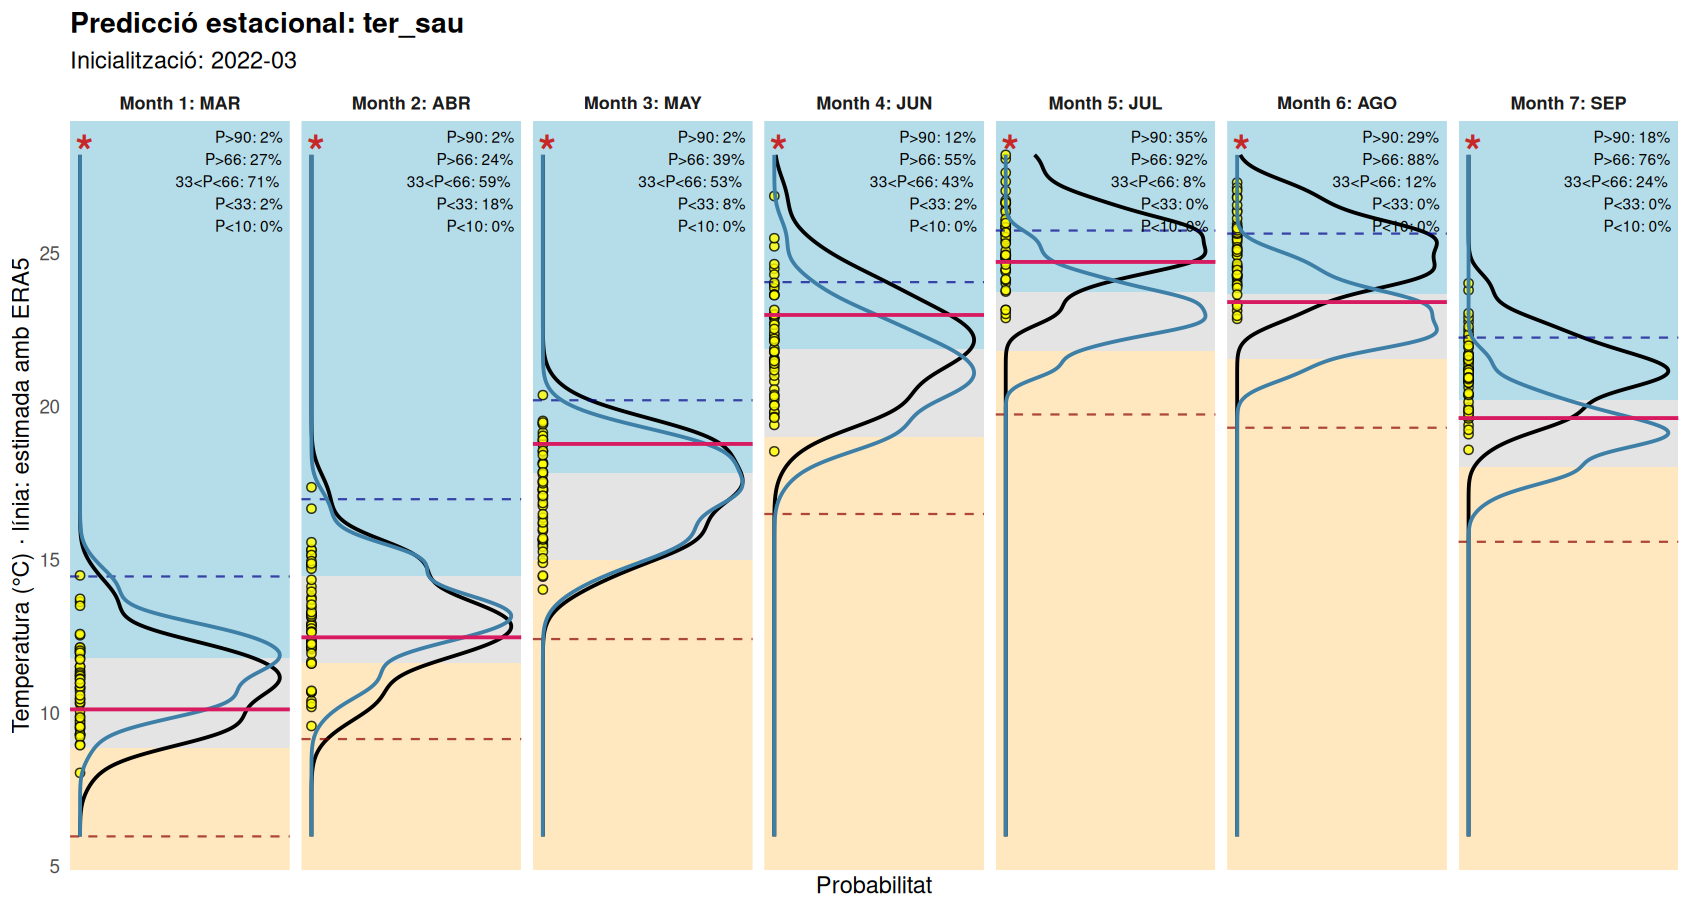 Predicció estacional: ter_sau
Inicialització: 2022-03
Month 1: MAR
Month 2: ABR
Month 3: MAY
Month 4: JUN
Month 5: JUL
Month 6: AGO
Month 7: SEP
*
P>90: 2%
P>66: 27%
33<P<66: 71%
P<33: 2%
P<10: 0%
*
P>90: 2%
P>66: 24%
33<P<66: 59%
P<33: 18%
P<10: 0%
*
P>90: 2%
P>66: 39%
33<P<66: 53%
P<33: 8%
P<10: 0%
*
P>90: 12%
P>66: 55%
33<P<66: 43%
P<33: 2%
P<10: 0%
*
P>90: 35%
P>66: 92%
33<P<66: 8%
P<33: 0%
P<10: 0%
*
P>90: 29%
P>66: 88%
33<P<66: 12%
P<33: 0%
P<10: 0%
*
P>90: 18%
P>66: 76%
33<P<66: 24%
P<33: 0%
P<10: 0%
Temperatura (°C) · línia: estimada amb ERA5
25
20
15
10
5
Probabilitat